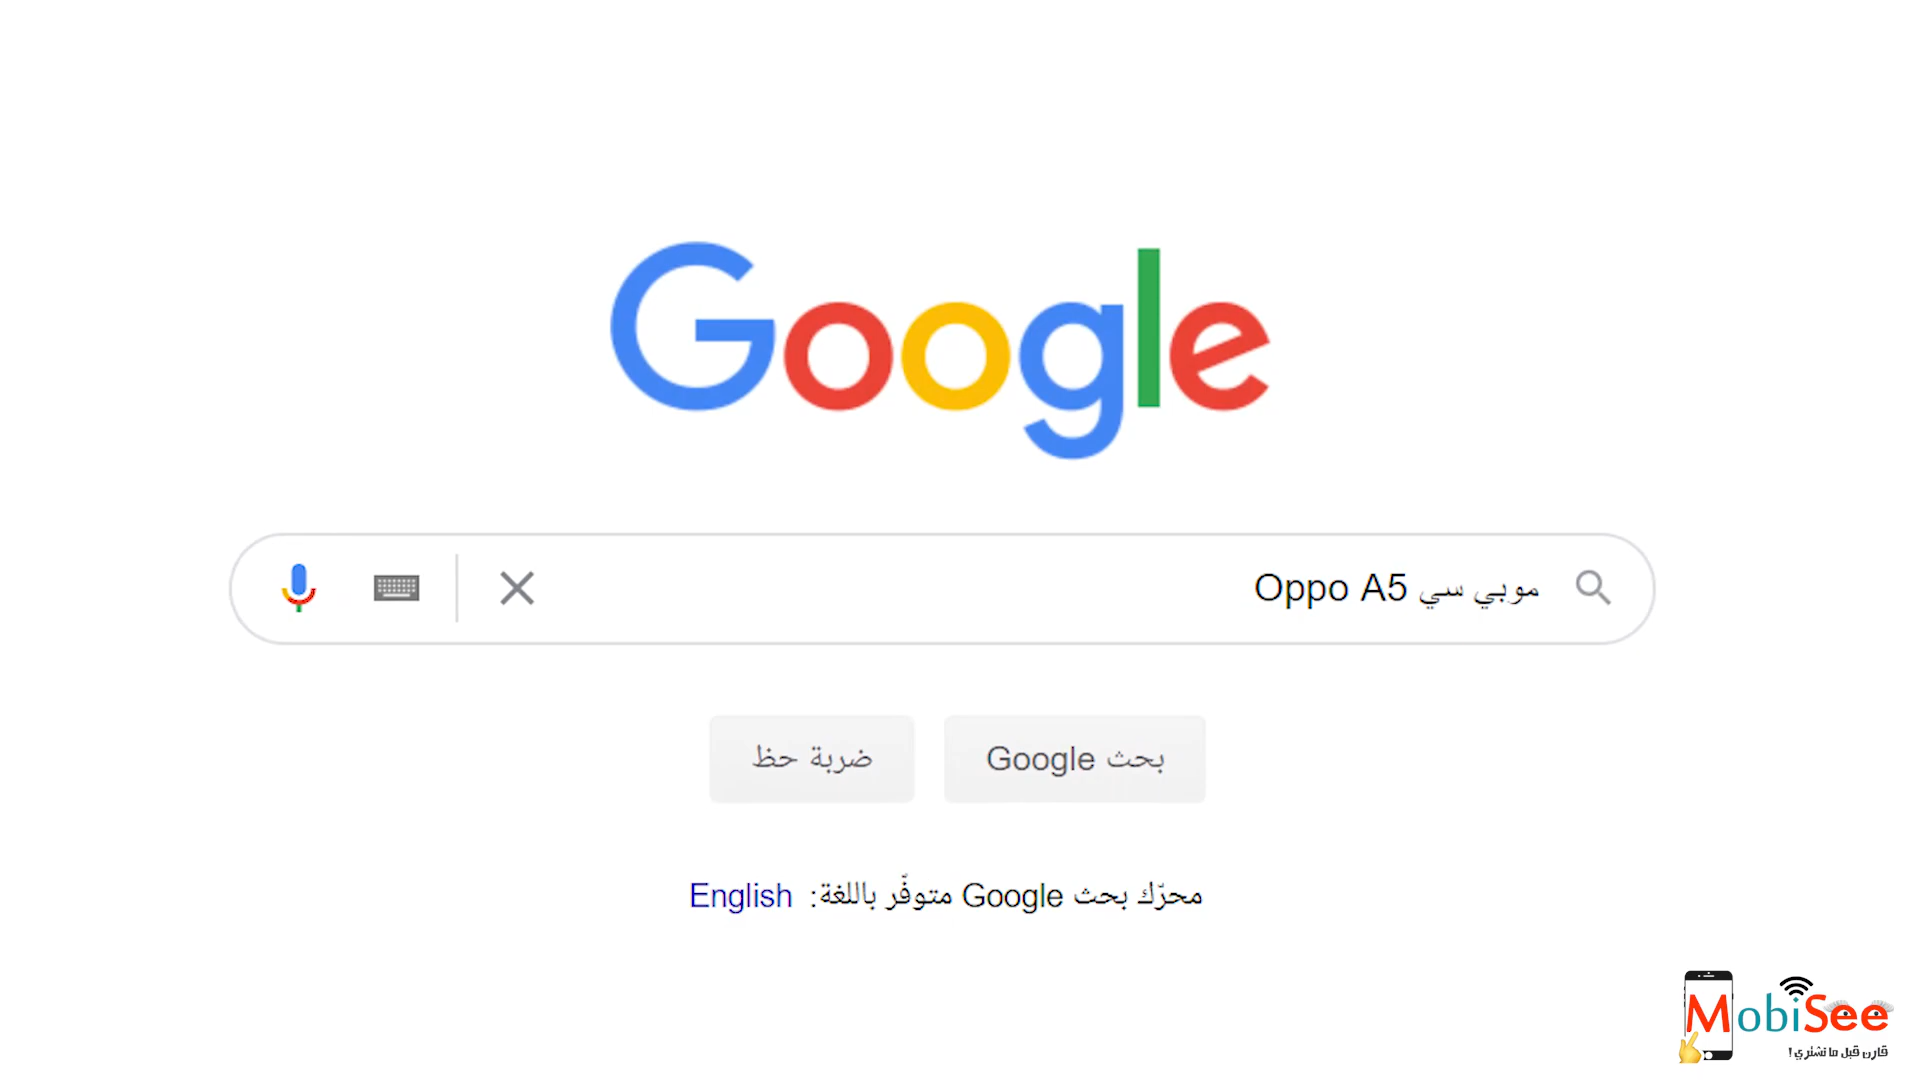 Google
موبي سي Oppo A5
بحث Google
ضربة حظ
محرّك بحث Google متوفّر باللغة: English
MobiSee
قارن قبل ما تشتري!